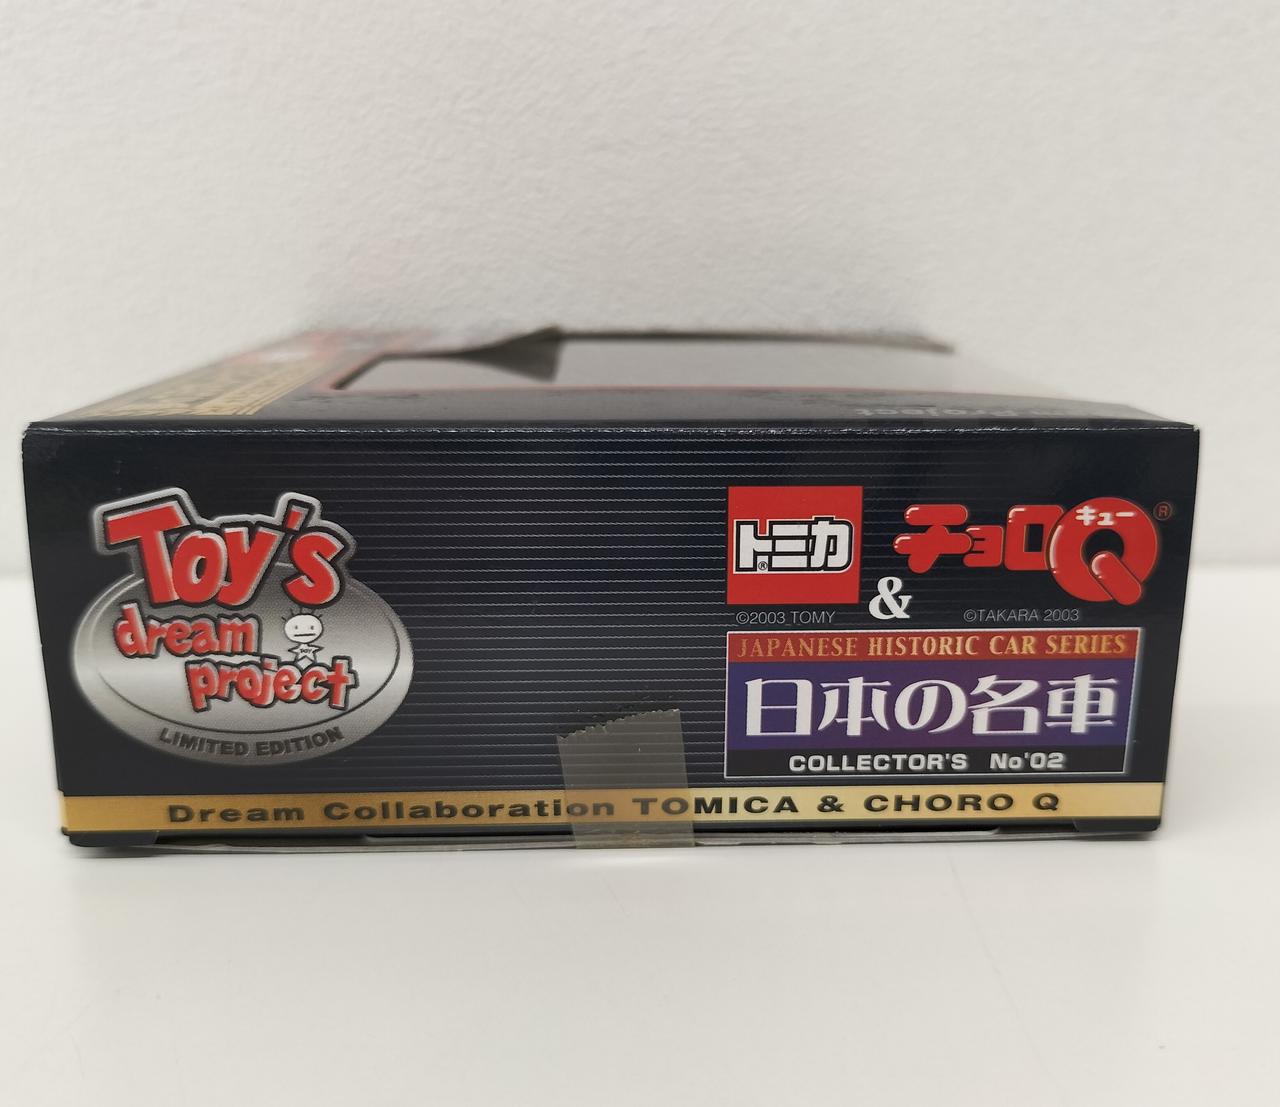 Toy's
dream
project
LIMITED EDITION
トミカ®
&
チョロQ キュー ®
©2003 TOMY
©TAKARA 2003
JAPANESE HISTORIC CAR SERIES
日本の名車
COLLECTOR'S No'02
Dream Collaboration TOMICA & CHORO Q